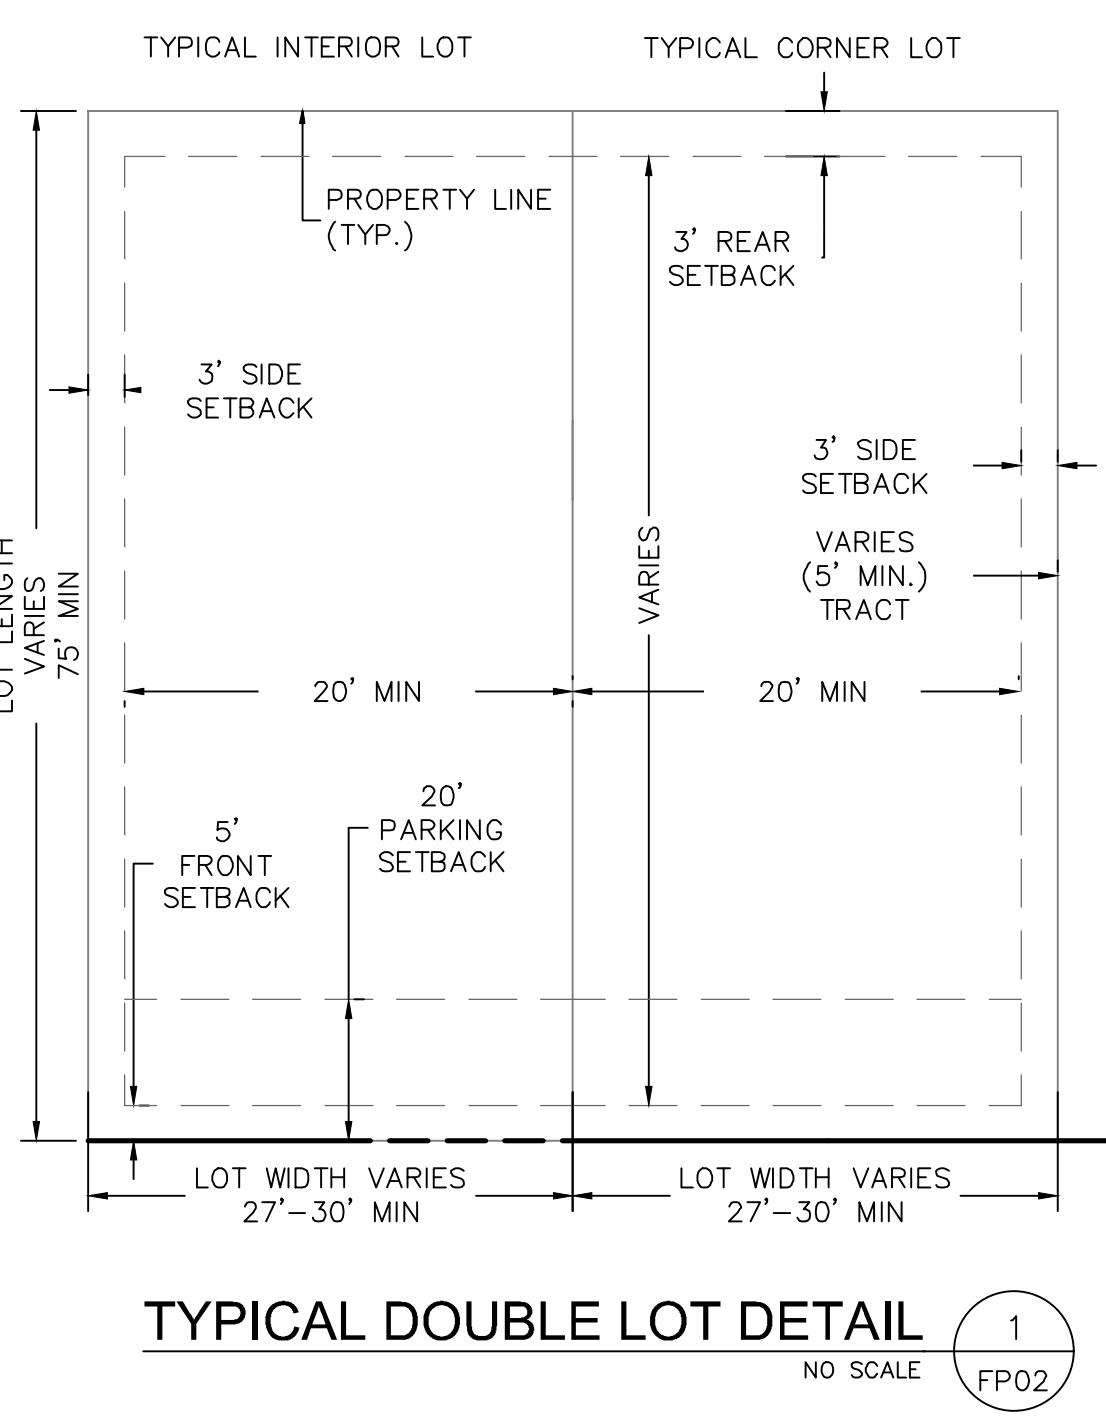 TYPICAL INTERIOR LOT
TYPICAL CORNER LOT
PROPERTY LINE
(TYP.)
3' REAR
SETBACK
3' SIDE
SETBACK
3' SIDE
SETBACK
VARIES
(5' MIN.)
TRACT
LOT LENGTH
VARIES
75' MIN
VARIES
20' MIN
20' MIN
20'
PARKING
SETBACK
5'
FRONT
SETBACK
LOT WIDTH VARIES
27'-30' MIN
LOT WIDTH VARIES
27'-30' MIN
TYPICAL DOUBLE LOT DETAIL
NO SCALE
1
FP02